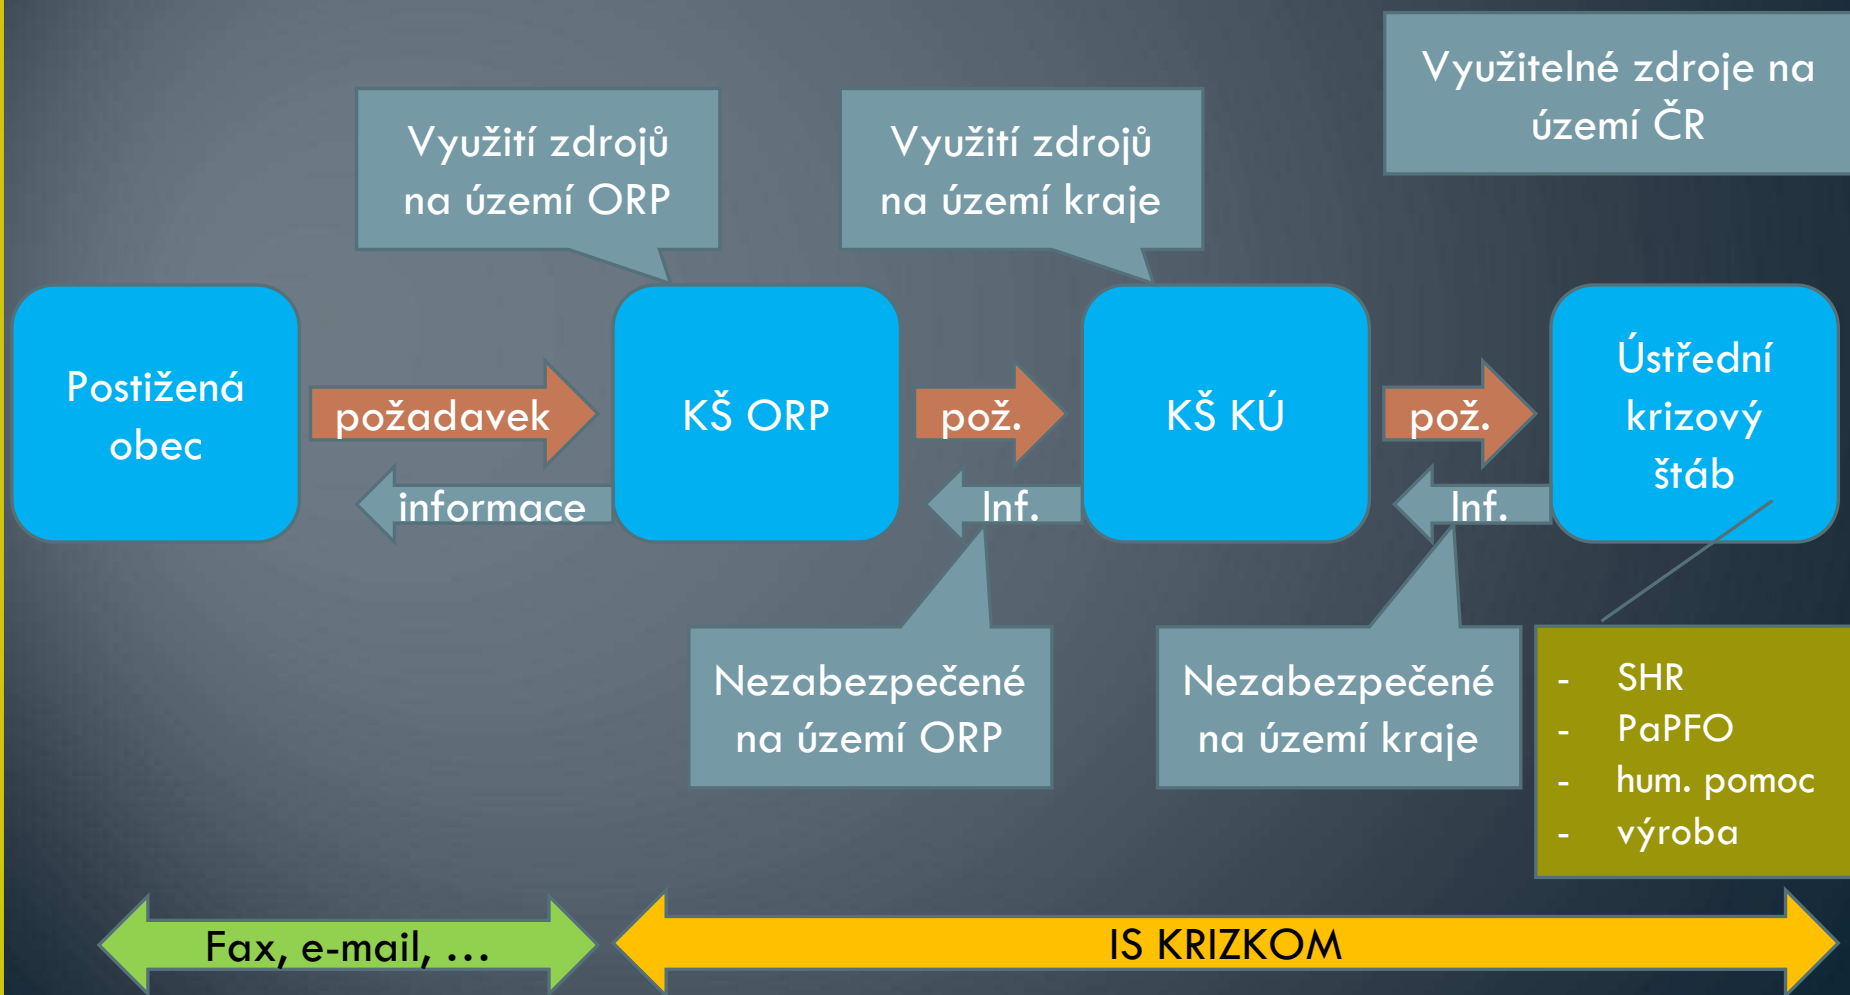 Využitelné zdroje na
území ČR
Využití zdrojů
na území ORP
Využití zdrojů
na území kraje
Postižená
obec
požadavek
informace
KŠ ORP
pož.
Inf.
KŠ KÚ
pož.
Inf.
Ústřední
krizový
štáb
Nezabezpečené
na území ORP
Nezabezpečené
na území kraje
- SHR
- PaPFO
- hum. pomoc
- výroba
Fax, e-mail, ...
IS KRIZKOM